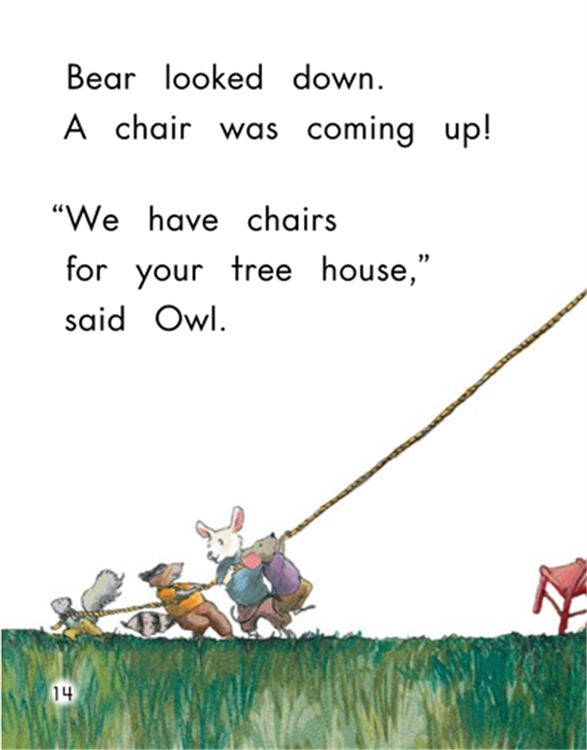 Bear looked down.
A chair was coming up!
“We have chairs
for your tree house,”
said Owl.
14